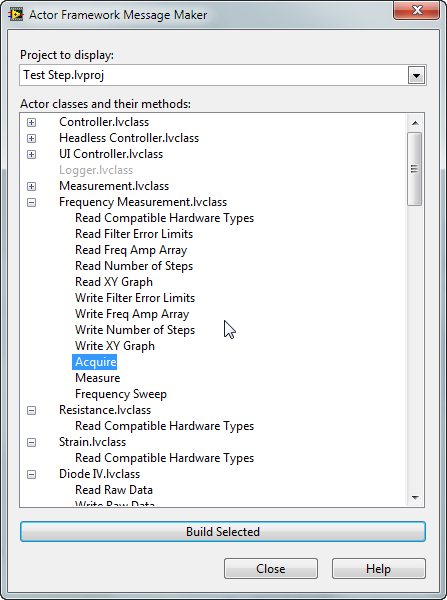 Actor Framework Message Maker
Project to display:
Test Step.lvproj
Actor classes and their methods:
Controller.lvclass
Headless Controller.lvclass
UI Controller.lvclass
Logger.lvclass
Measurement.lvclass
Frequency Measurement.lvclass
Read Compatible Hardware Types
Read Filter Error Limits
Read Freq Amp Array
Read Number of Steps
Read XY Graph
Write Filter Error Limits
Write Freq Amp Array
Write Number of Steps
Write XY Graph
Acquire
Measure
Frequency Sweep
Resistance.lvclass
Read Compatible Hardware Types
Strain.lvclass
Read Compatible Hardware Types
Diode IV.lvclass
Read Raw Data
Write Raw Data
Build Selected
Close
Help